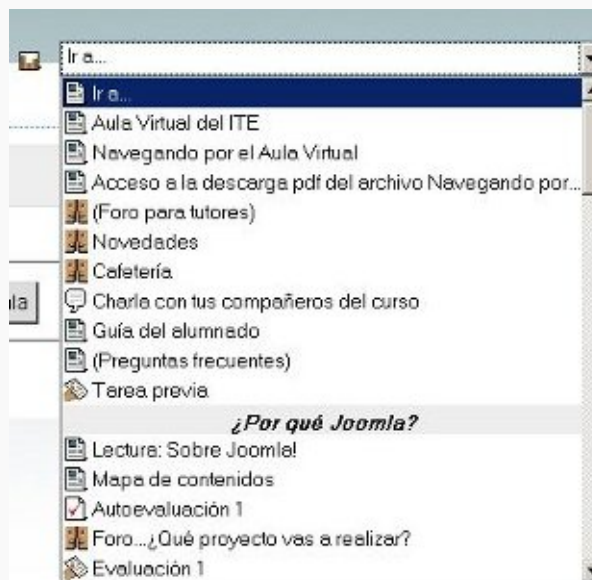 Ir a...
Ir a...
Aula Virtual del ITE
Navegando por el Aula Virtual
Acceso a la descarga pdf del archivo Navegando por...
(Foro para tutores)
Novedades
Cafetería
Charla con tus compañeros del curso
la
Guía del alumnado
(Preguntas frecuentes)
Tarea previa
¿Por qué Joomla?
Lectura: Sobre Joomla!
Mapa de contenidos
Autoevaluación 1
Foro...¿Qué proyecto vas a realizar?
Evaluación 1